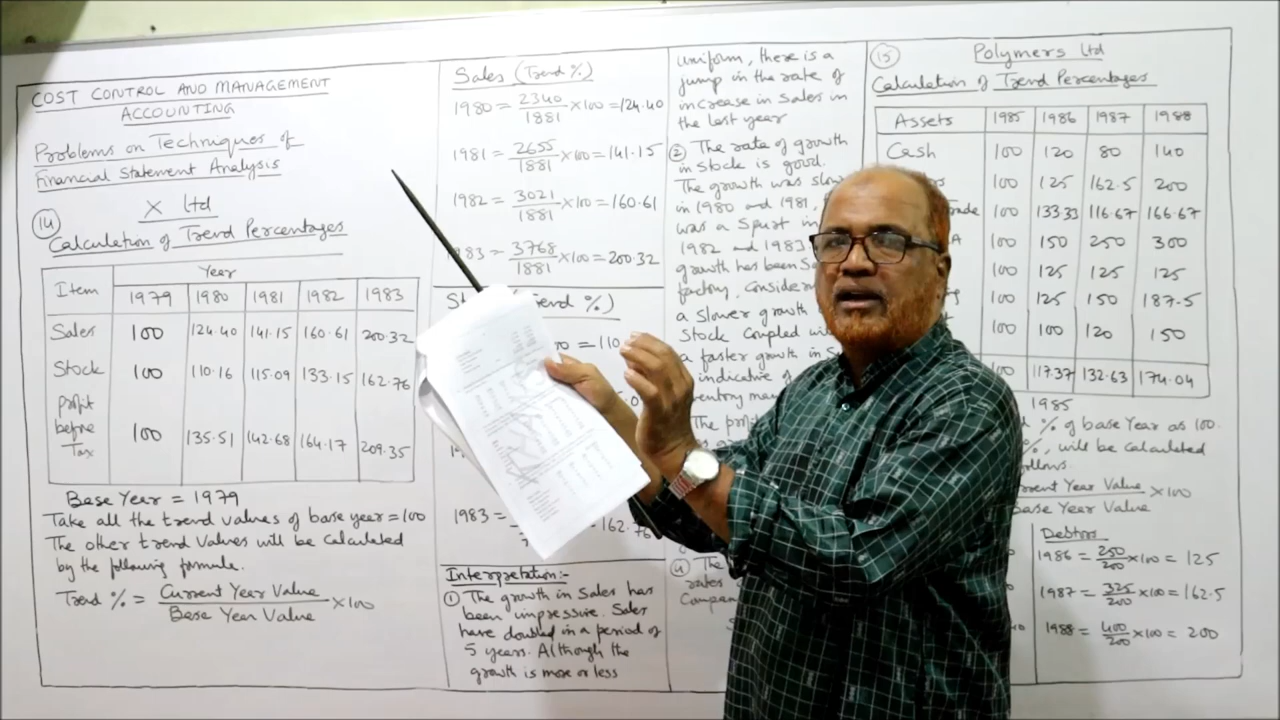 COST CONTROL AND MANAGEMENT
ACCOUNTING
Problems on Techniques of
Financial Statement Analysis
X Ltd
14 Calculation of Trend Percentages
Item Year
1979 1980 1981 1982 1983
Sales 100 124.40 141.15 160.61 200.32
Stock 100 110.16 115.09 133.15 162.76
Profit
before
Tax 100 135.51 142.68 164.17 209.35
Base Year = 1979
Take all the trend values of base year = 100
The other trend values will be calculated
by the following formula.
Trend % = Current Year Value / Base Year Value × 100
Sales (Trend %)
1980 = 2340/1881 × 100 = 124.40
1981 = 2655/1881 × 100 = 141.15
1982 = 3021/1881 × 100 = 160.61
1983 = 3768/1881 × 100 = 200.32
1983 = 162.76
Interpretation:-
① The growth in Sales has
been impressive. Sales
have doubled in a period of
5 years. Although the
growth is more or less
uniform, there is a
jump in the rate of
increase in Sales in
the last year
② The rate of growth
in Stock is good.
The growth was slow
in 1980 and 1981.
was a Spurt in
1982 and 1983
growth has been
factory,
a slower growth
Stock Coupled
a faster growth in
indicative of
The
4 The
rates
15 Polymers Ltd
Calculation of Trend Percentages
Assets 1985 1986 1987 1988
Cash 100 120 80 140
100 125 162.5 200
100 133.33 116.67 166.67
100 150 250 300
100 125 125 125
100 125 150 187.5
100 100 120 150
100 117.37 132.63 174.04
1985
% of base Year as 100.
%, will be calculated
Current Year Value
Base Year Value × 100
Debtors
1986 = 250/200 × 100 = 125
1987 = 325/200 × 100 = 162.5
1988 = 400/200 × 100 = 200